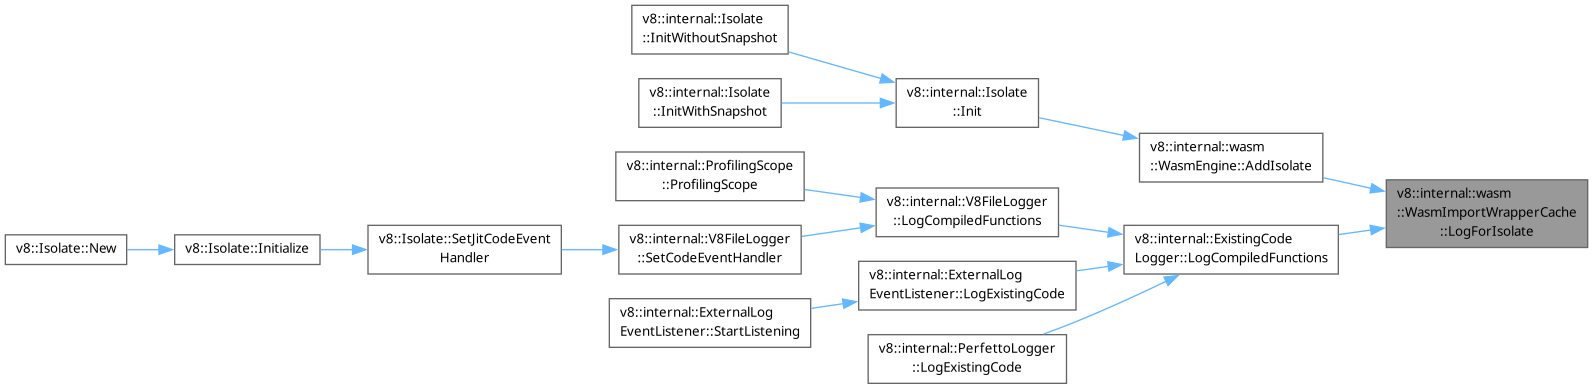 v8::internal::Isolate
::InitWithoutSnapshot
v8::internal::Isolate
::InitWithSnapshot
v8::internal::Isolate
::Init
v8::internal::wasm
::WasmEngine::AddIsolate
v8::internal::ProfilingScope
::ProfilingScope
v8::internal::wasm
::WasmImportWrapperCache
::LogForIsolate
v8::internal::V8FileLogger
::LogCompiledFunctions
v8::Isolate::New
v8::Isolate::Initialize
v8::Isolate::SetJitCodeEvent
Handler
v8::internal::V8FileLogger
::SetCodeEventHandler
v8::internal::ExistingCode
Logger::LogCompiledFunctions
v8::internal::ExternalLog
EventListener::LogExistingCode
v8::internal::ExternalLog
EventListener::StartListening
v8::internal::PerfettoLogger
::LogExistingCode